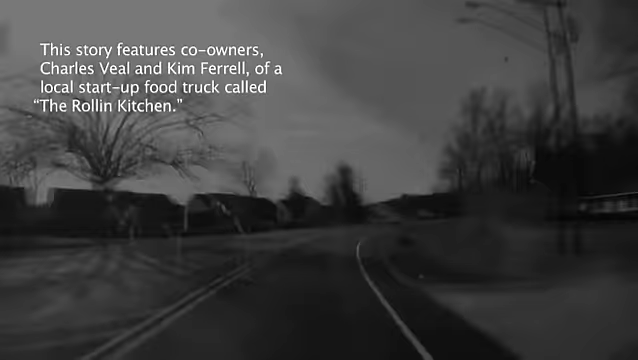 This story features co-owners,
Charles Veal and Kim Ferrell, of a
local start-up food truck called
“The Rollin Kitchen.”